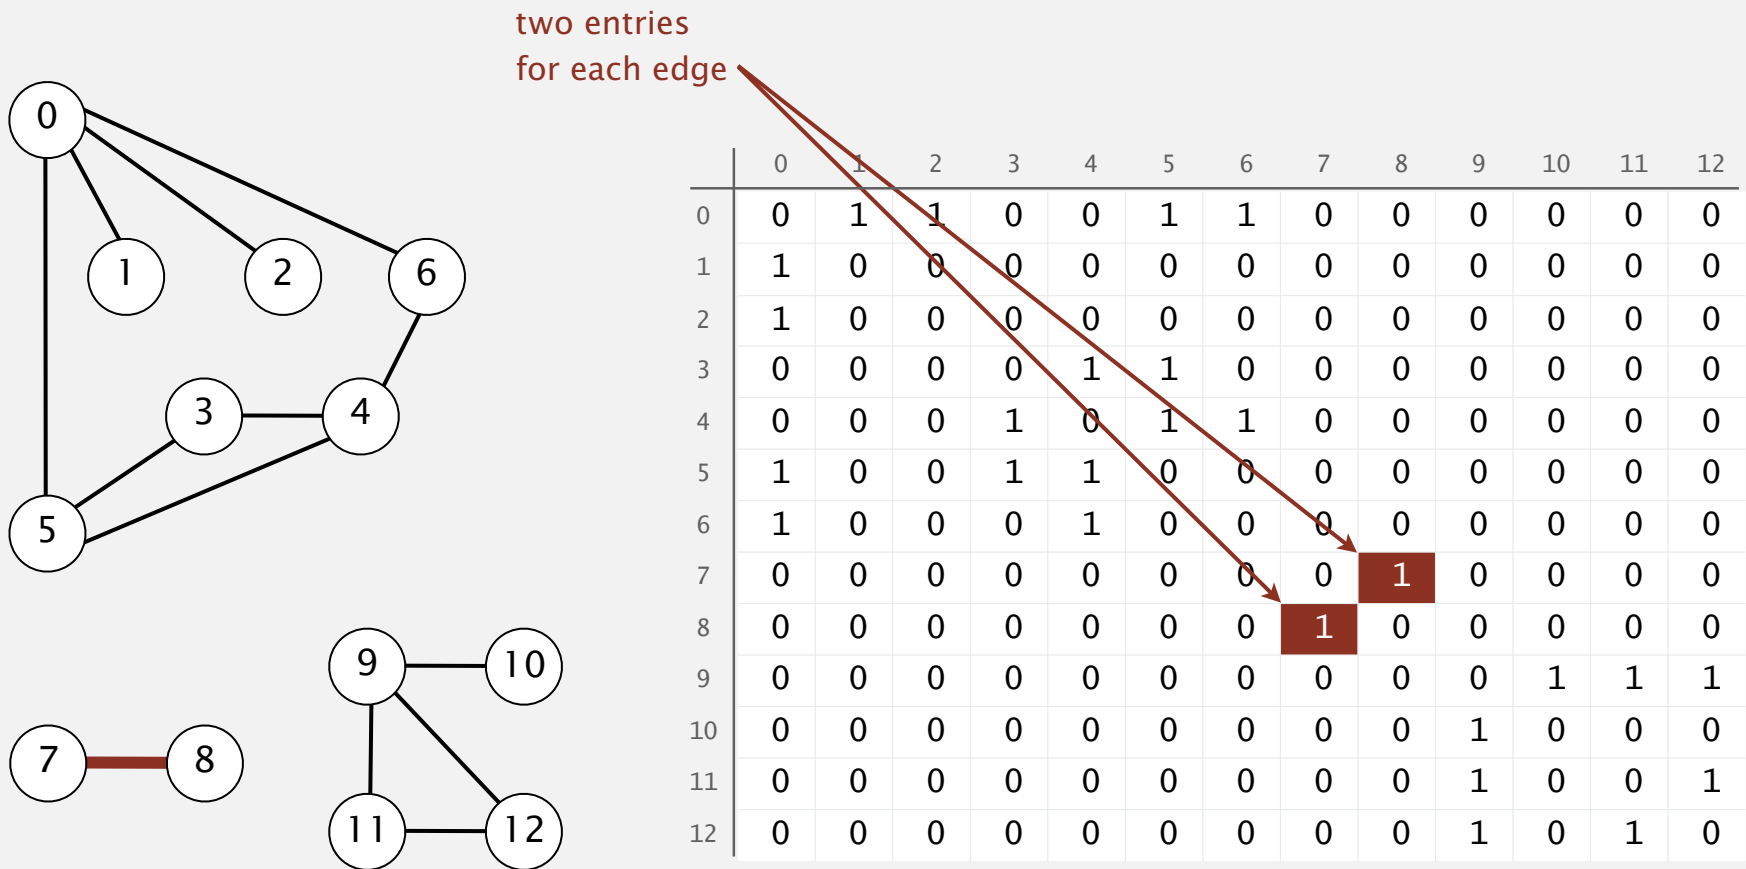 two entries
for each edge
0
1 2 6
3 4
5
9 10
7 8
11 12
0 1 2 3 4 5 6 7 8 9 10 11 12
0 0 1 1 0 0 1 1 0 0 0 0 0 0
1 1 0 0 0 0 0 0 0 0 0 0 0 0
2 1 0 0 0 0 0 0 0 0 0 0 0 0
3 0 0 0 0 1 1 0 0 0 0 0 0 0
4 0 0 0 1 0 1 1 0 0 0 0 0 0
5 1 0 0 1 1 0 0 0 0 0 0 0 0
6 1 0 0 0 1 0 0 0 0 0 0 0 0
7 0 0 0 0 0 0 0 0 1 0 0 0 0
8 0 0 0 0 0 0 0 1 0 0 0 0 0
9 0 0 0 0 0 0 0 0 0 0 1 1 1
10 0 0 0 0 0 0 0 0 0 1 0 0 0
11 0 0 0 0 0 0 0 0 0 1 0 0 1
12 0 0 0 0 0 0 0 0 0 1 0 1 0